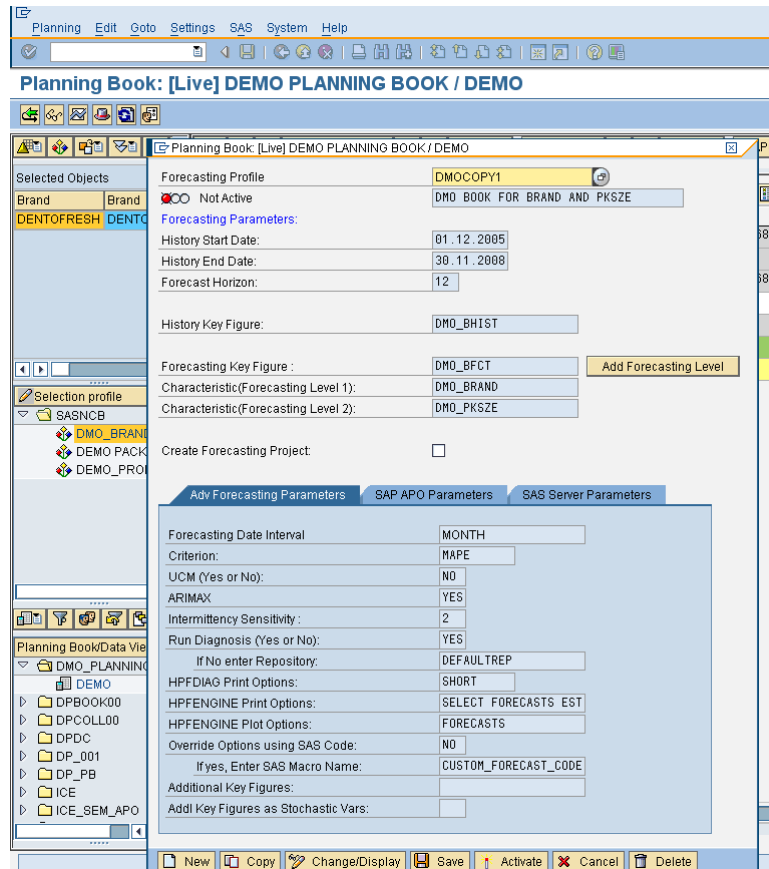 Planning Edit Goto Settings SAS System Help
Planning Book: [Live] DEMO PLANNING BOOK / DEMO
Planning Book: [Live] DEMO PLANNING BOOK / DEMO
Selected Objects
Brand Brand
DENTOFRESH DENTO
Selection profile
SASNCB
DMO_BRAND
DEMO PACK
DEMO_PRO
Planning Book/Data Vie
DMO_PLANNING
DEMO
DPBOOK00
DPCOLL00
DPDC
DP_001
DP_PB
ICE
ICE_SEM_APO
Forecasting Profile DMOCOPY1
Not Active DMO BOOK FOR BRAND AND PKSZE
Forecasting Parameters:
History Start Date: 01.12.2005
History End Date: 30.11.2008
Forecast Horizon: 12
History Key Figure: DMO_BHIST
Forecasting Key Figure : DMO_BFCT Add Forecasting Level
Characteristic(Forecasting Level 1): DMO_BRAND
Characteristic(Forecasting Level 2): DMO_PKSZE
Create Forecasting Project:
Adv Forecasting Parameters SAP APO Parameters SAS Server Parameters
Forecasting Date Interval MONTH
Criterion: MAPE
UCM (Yes or No): NO
ARIMAX YES
Intermittency Sensitivity : 2
Run Diagnosis (Yes or No): YES
If No enter Repository: DEFAULTREP
HPFDIAG Print Options: SHORT
HPFENGINE Print Options: SELECT FORECASTS EST
HPFENGINE Plot Options: FORECASTS
Override Options using SAS Code: NO
If yes, Enter SAS Macro Name: CUSTOM_FORECAST_CODE
Additional Key Figures:
Addl Key Figures as Stochastic Vars:
New Copy Change/Display Save Activate Cancel Delete